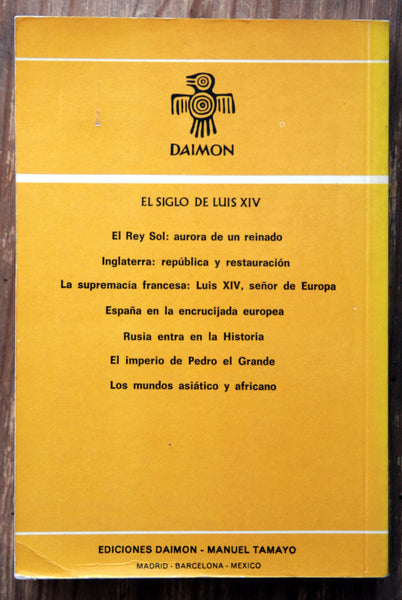 DAIMON
EL SIGLO DE LUIS XIV
El Rey Sol: aurora de un reinado
Inglaterra: república y restauración
La supremacía francesa: Luis XIV, señor de Europa
España en la encrucijada europea
Rusia entra en la Historia
El imperio de Pedro el Grande
Los mundos asiático y africano
EDICIONES DAIMON - MANUEL TAMAYO
MADRID - BARCELONA - MEXICO